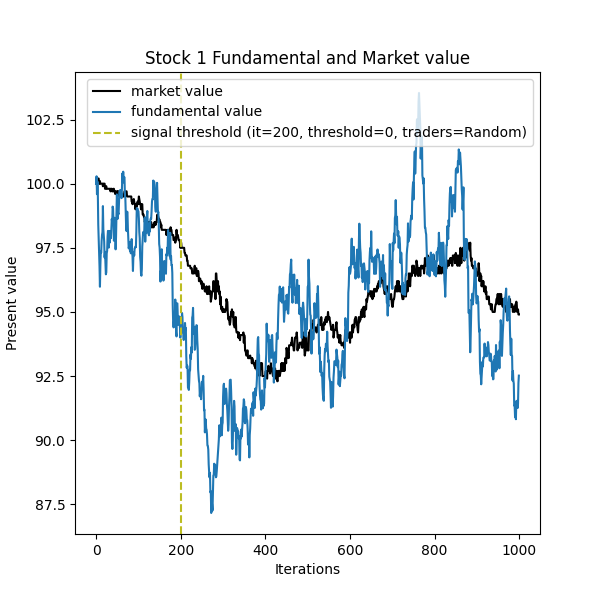 Stock 1 Fundamental and Market value
market value
fundamental value
signal threshold (it=200, threshold=0, traders=Random)
Present value
102.5
100.0
97.5
95.0
92.5
90.0
87.5
0 200 400 600 800 1000
Iterations